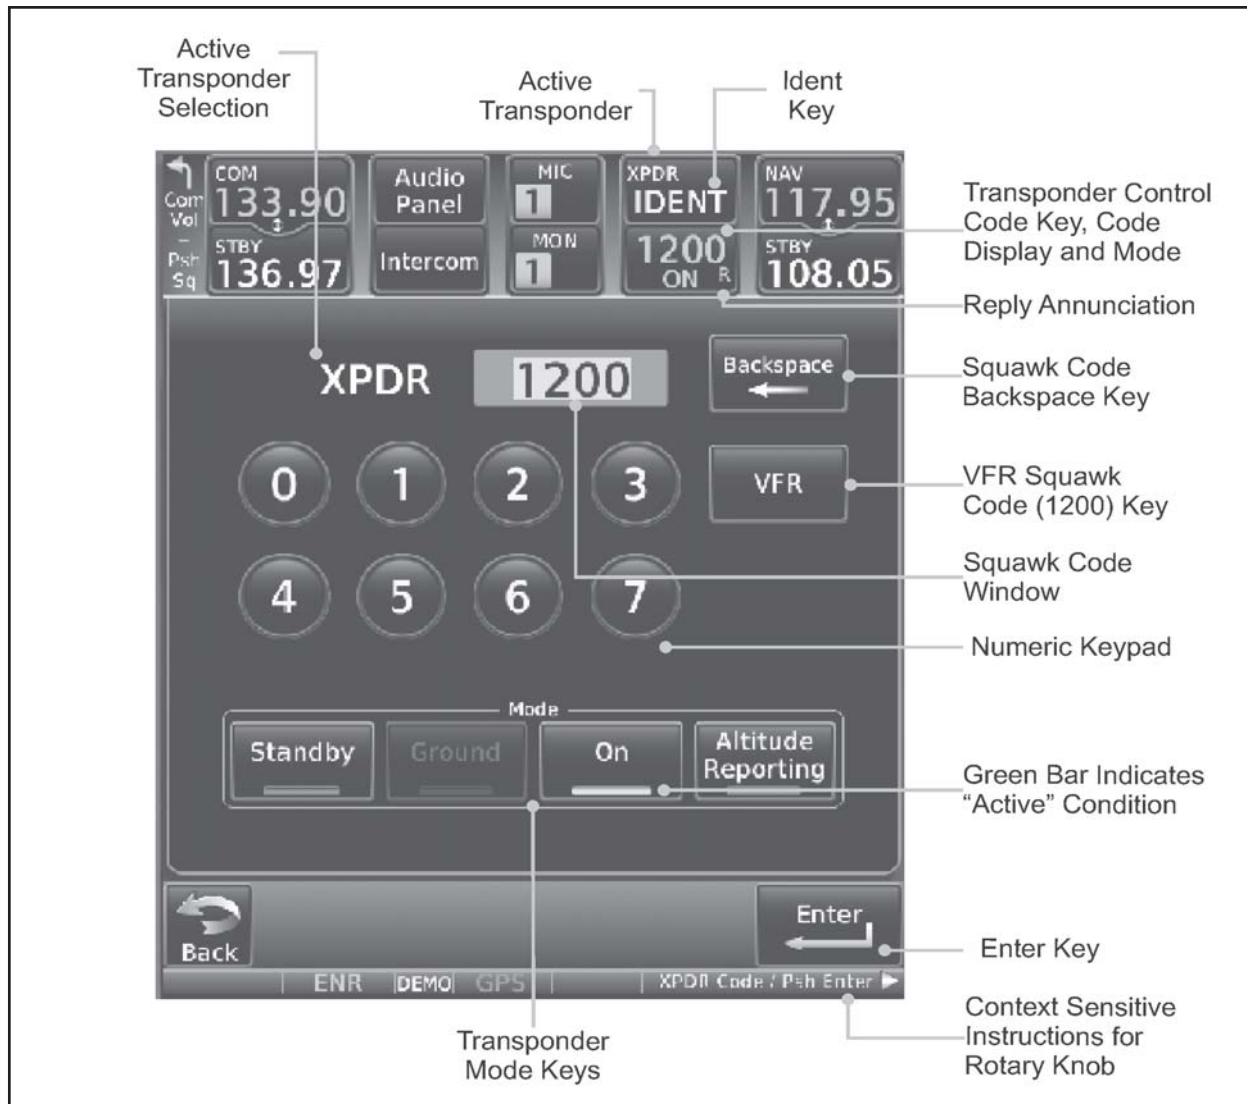 Active
Transponder
Selection
Active
Transponder
Ident
Key
Com
Vol
Psh
Sq
COM
133.90
STBY
136.97
Audio
Panel
Intercom
MIC
1
MON
1
XPDR
IDENT
1200
ON R
NAV
117.95
STBY
108.05
Transponder Control
Code Key, Code
Display and Mode
Reply Annunciation
XPDR 1200
Backspace
Squawk Code
Backspace Key
0 1 2 3
VFR
VFR Squawk
Code (1200) Key
Squawk Code
Window
4 5 6 7
Numeric Keypad
Mode
Standby
Ground
On
Altitude
Reporting
Green Bar Indicates
“Active” Condition
Back
Enter
Enter Key
ENR DEMO GPS XPDR Code / Psh Enter
Transponder
Mode Keys
Context Sensitive
Instructions for
Rotary Knob